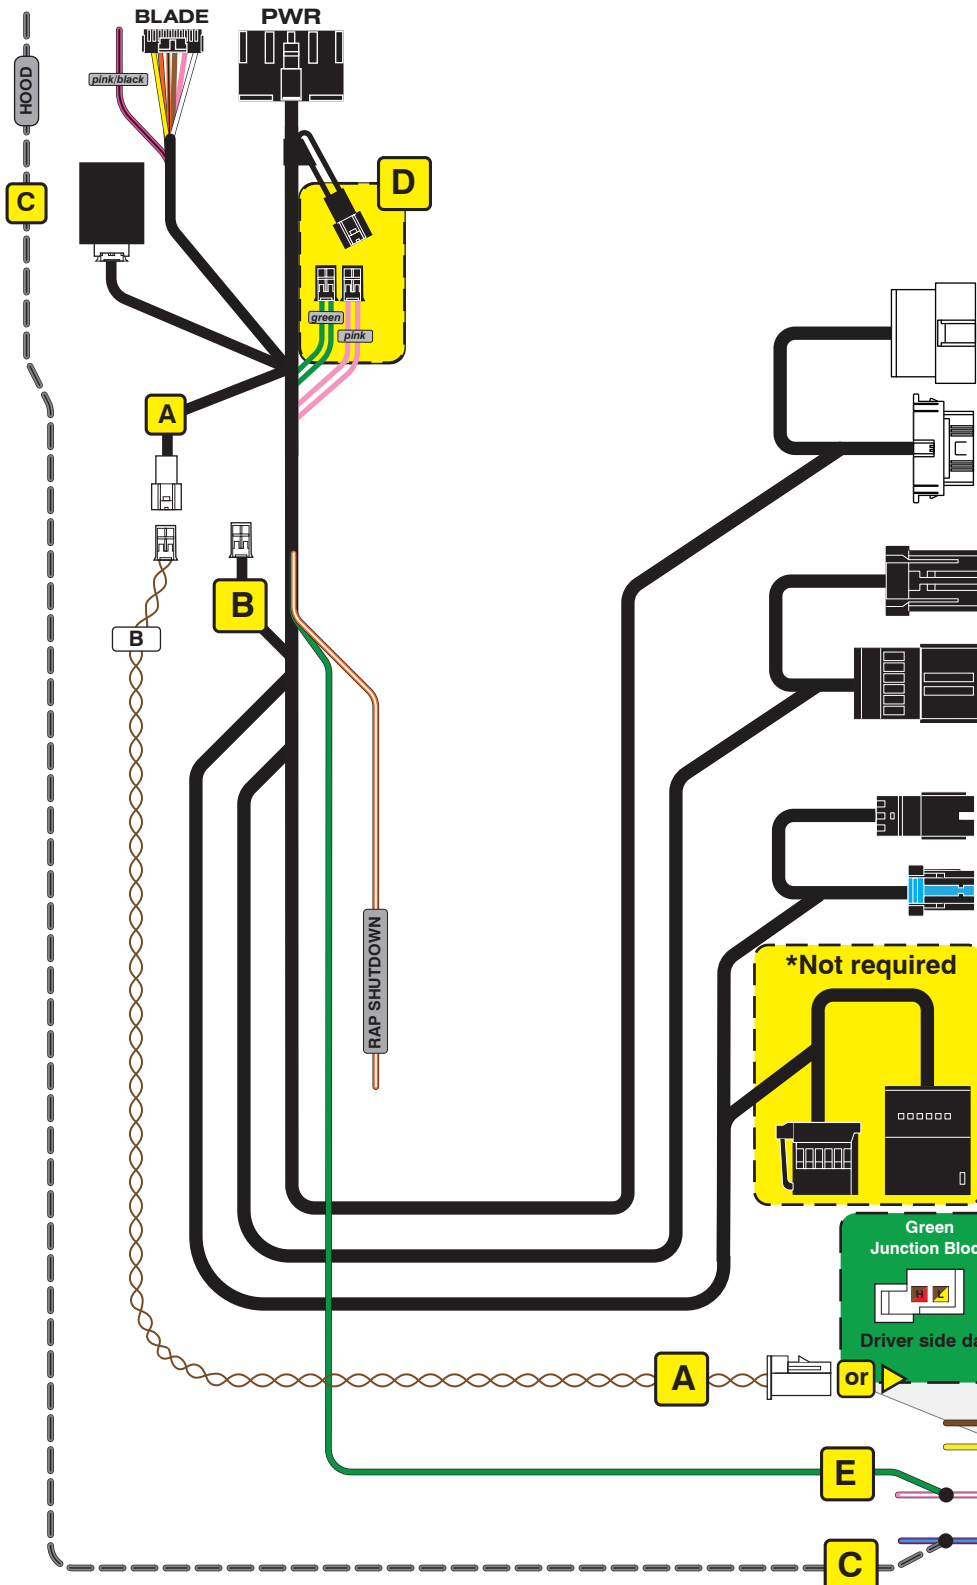 BLADE
PWR
HOOD
pink/black
C
D
green
pink
A
B
B
RAP SHUTDOWN
*Not required
Green
Junction Bloc
H
L
Driver side da
A
or
E
C